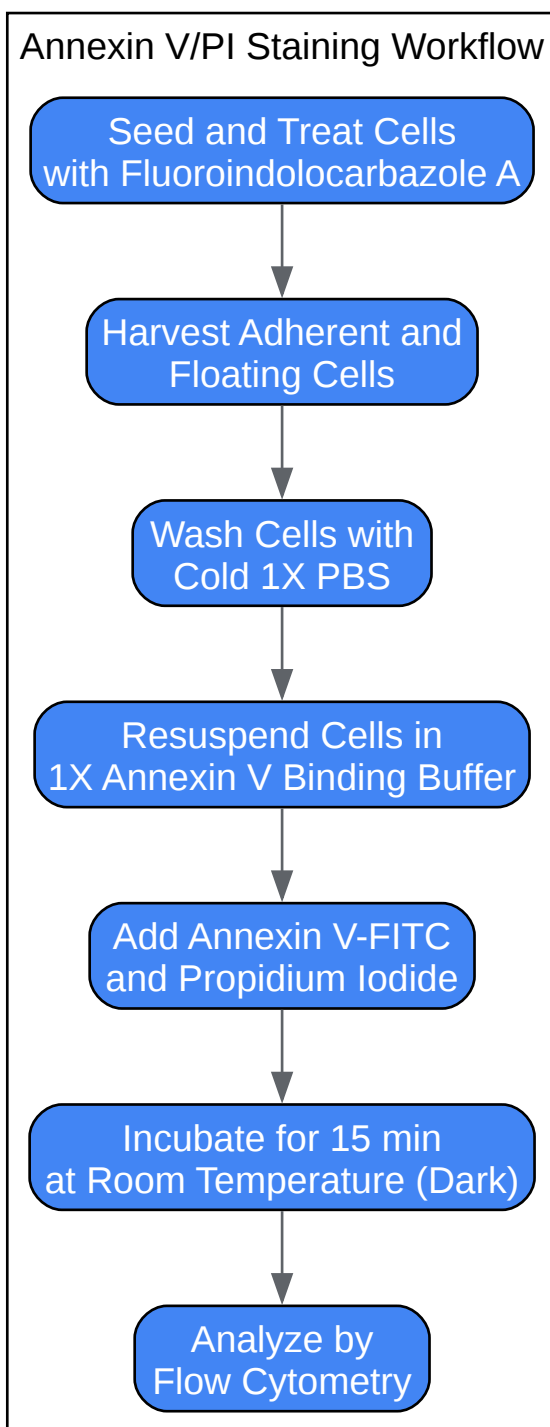 Annexin V/PI Staining Workflow
Seed and Treat Cells
with Fluoroindolocarbazole A
Harvest Adherent and
Floating Cells
Wash Cells with
Cold 1X PBS
Resuspend Cells in
1X Annexin V Binding Buffer
Add Annexin V-FITC
and Propidium Iodide
Incubate for 15 min
at Room Temperature (Dark)
Analyze by
Flow Cytometry